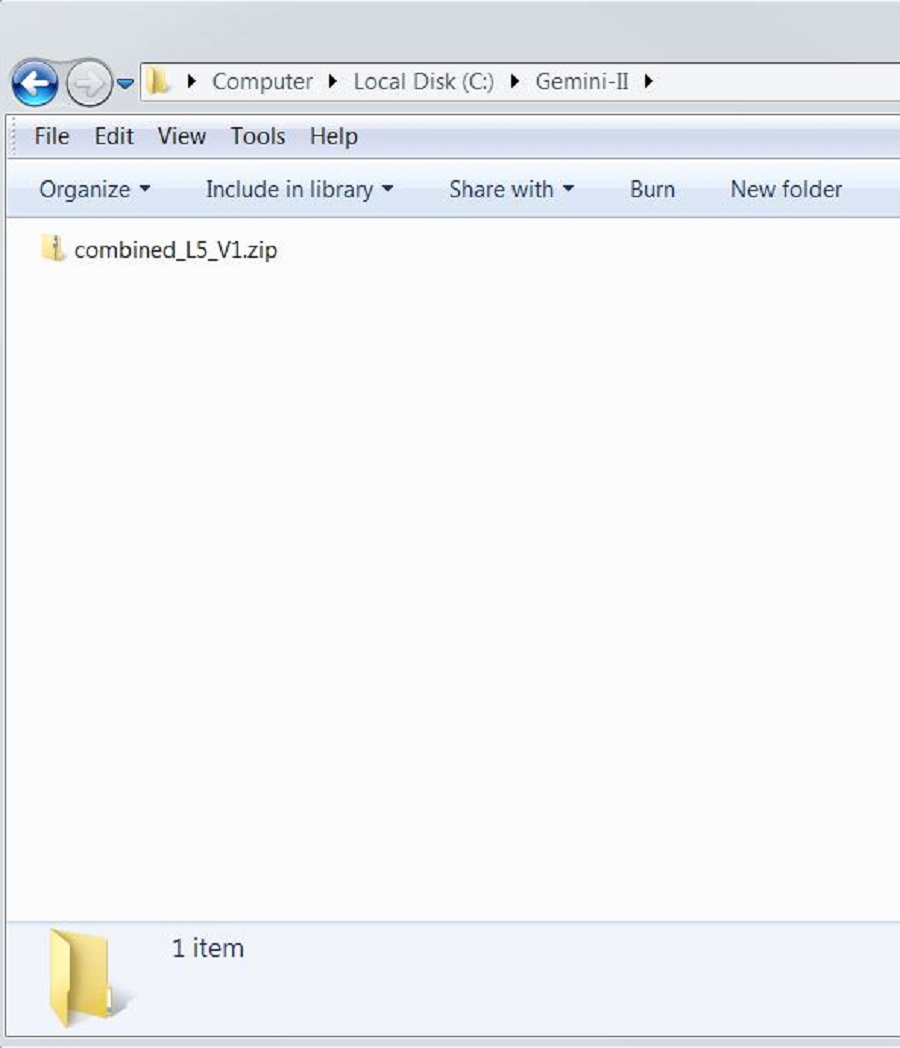 Computer Local Disk (C:) Gemini-II
File Edit View Tools Help
Organize Include in library Share with Burn New folder
combined_L5_V1.zip
1 item